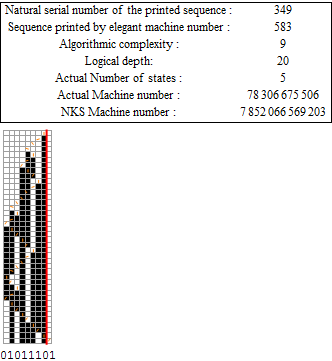 Natural serial number of the printed sequence : 349
Sequence printed by elegant machine number : 583
Algorithmic complexity : 9
Logical depth: 20
Actual Number of states : 5
Actual Machine number : 78 306 675 506
NKS Machine number : 7 852 066 569 203
01011101